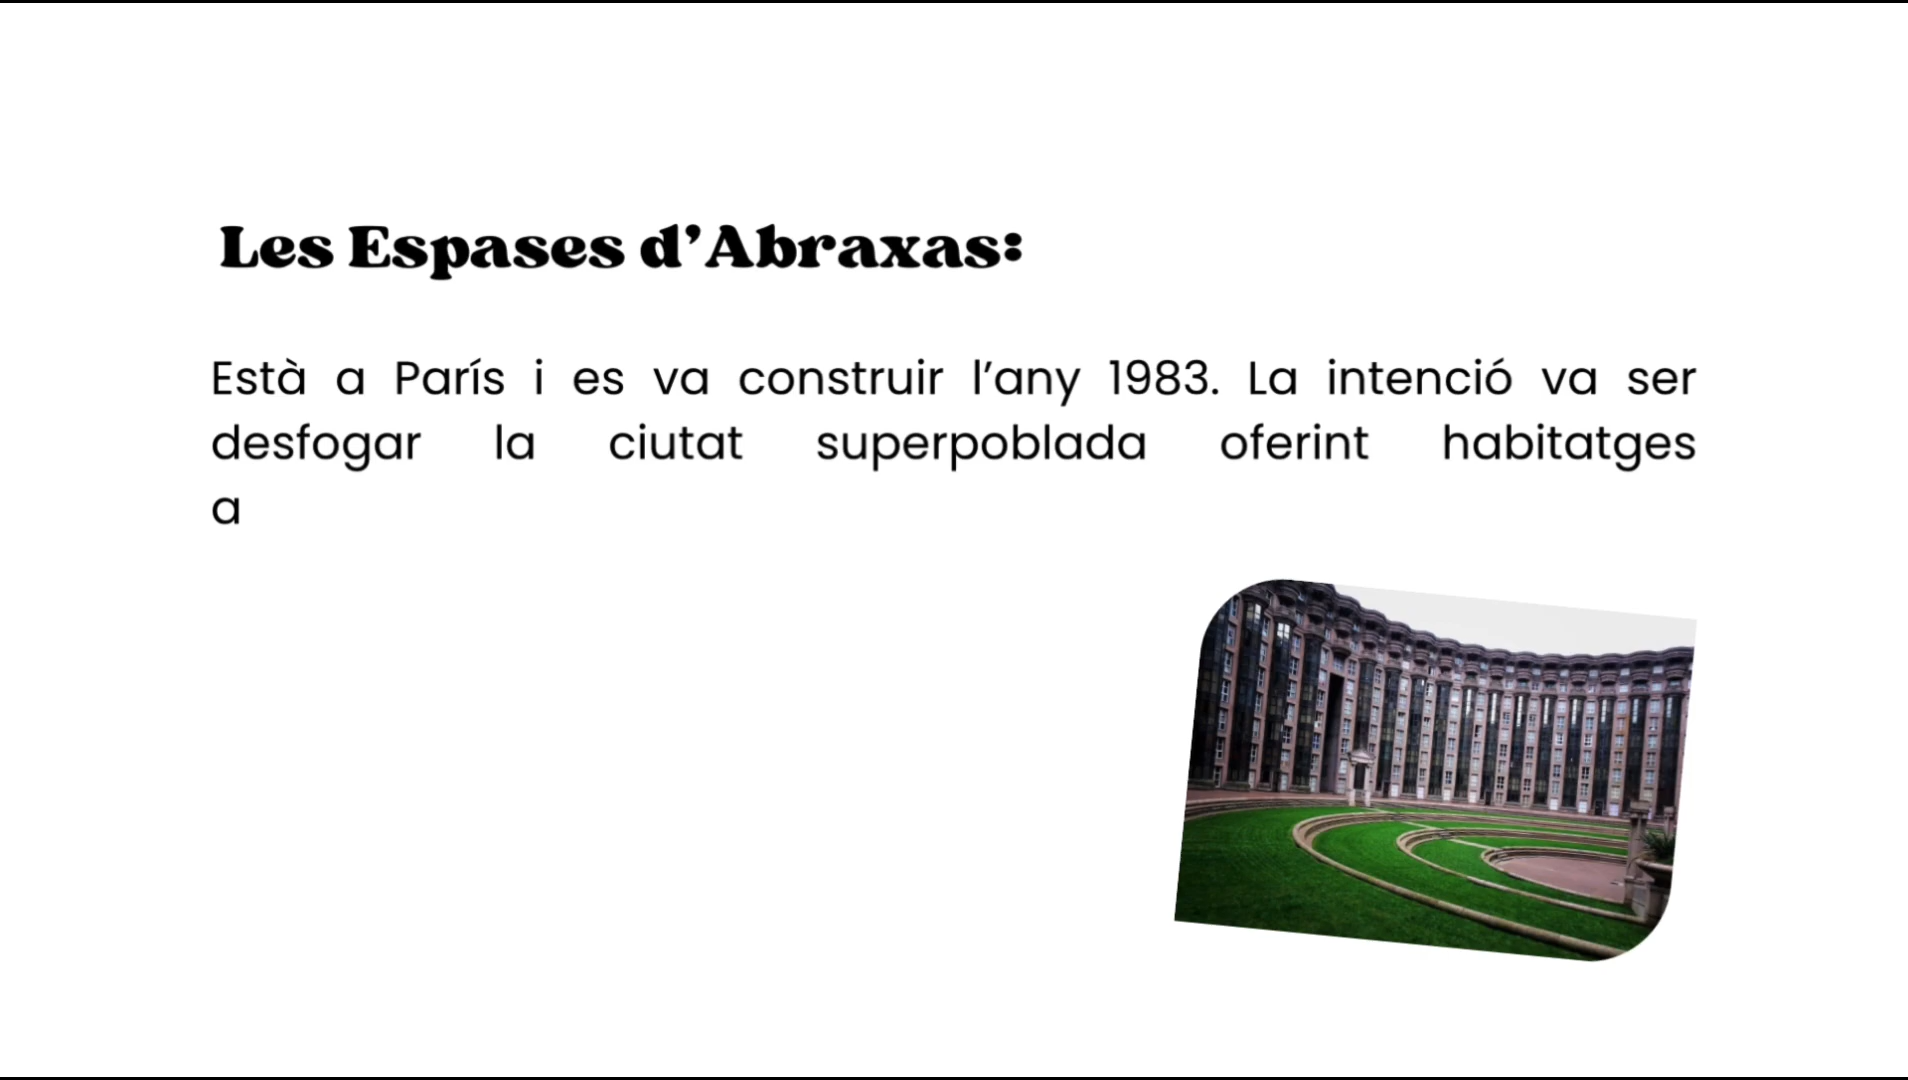 Les Espases d’Abraxas:
Està a París i es va construir l’any 1983. La intenció va ser
desfogar la ciutat superpoblada oferint habitatges
a